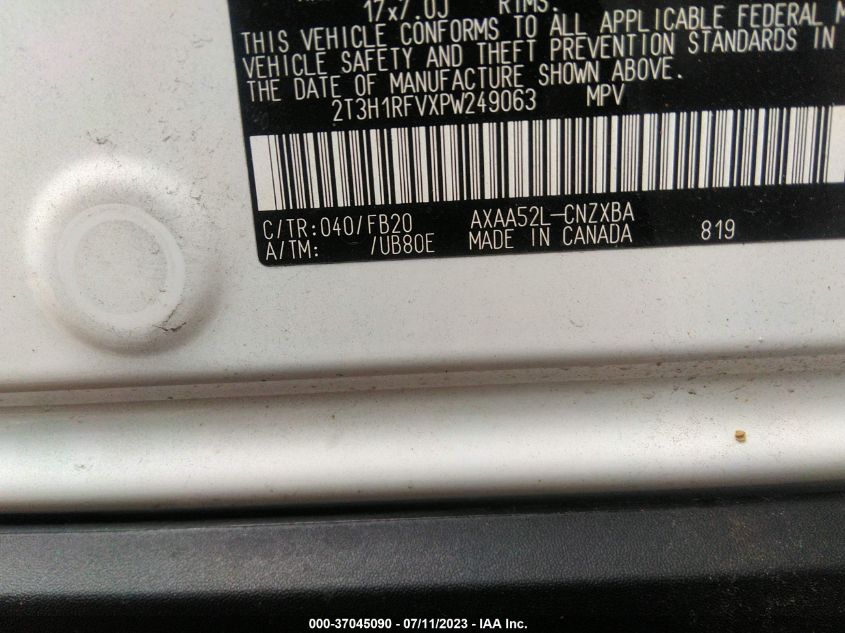 17x7.0J RIMS.
THIS VEHICLE CONFORMS TO ALL APPLICABLE FEDERAL M
VEHICLE SAFETY AND THEFT PREVENTION STANDARDS IN
THE DATE OF MANUFACTURE SHOWN ABOVE.
2T3H1RFVXPW249063 MPV
C/TR:040/FB20 AXAA52L-CNZXBA
A/TM: /UB80E MADE IN CANADA 819
000-37045090 - 07/11/2023 - IAA Inc.